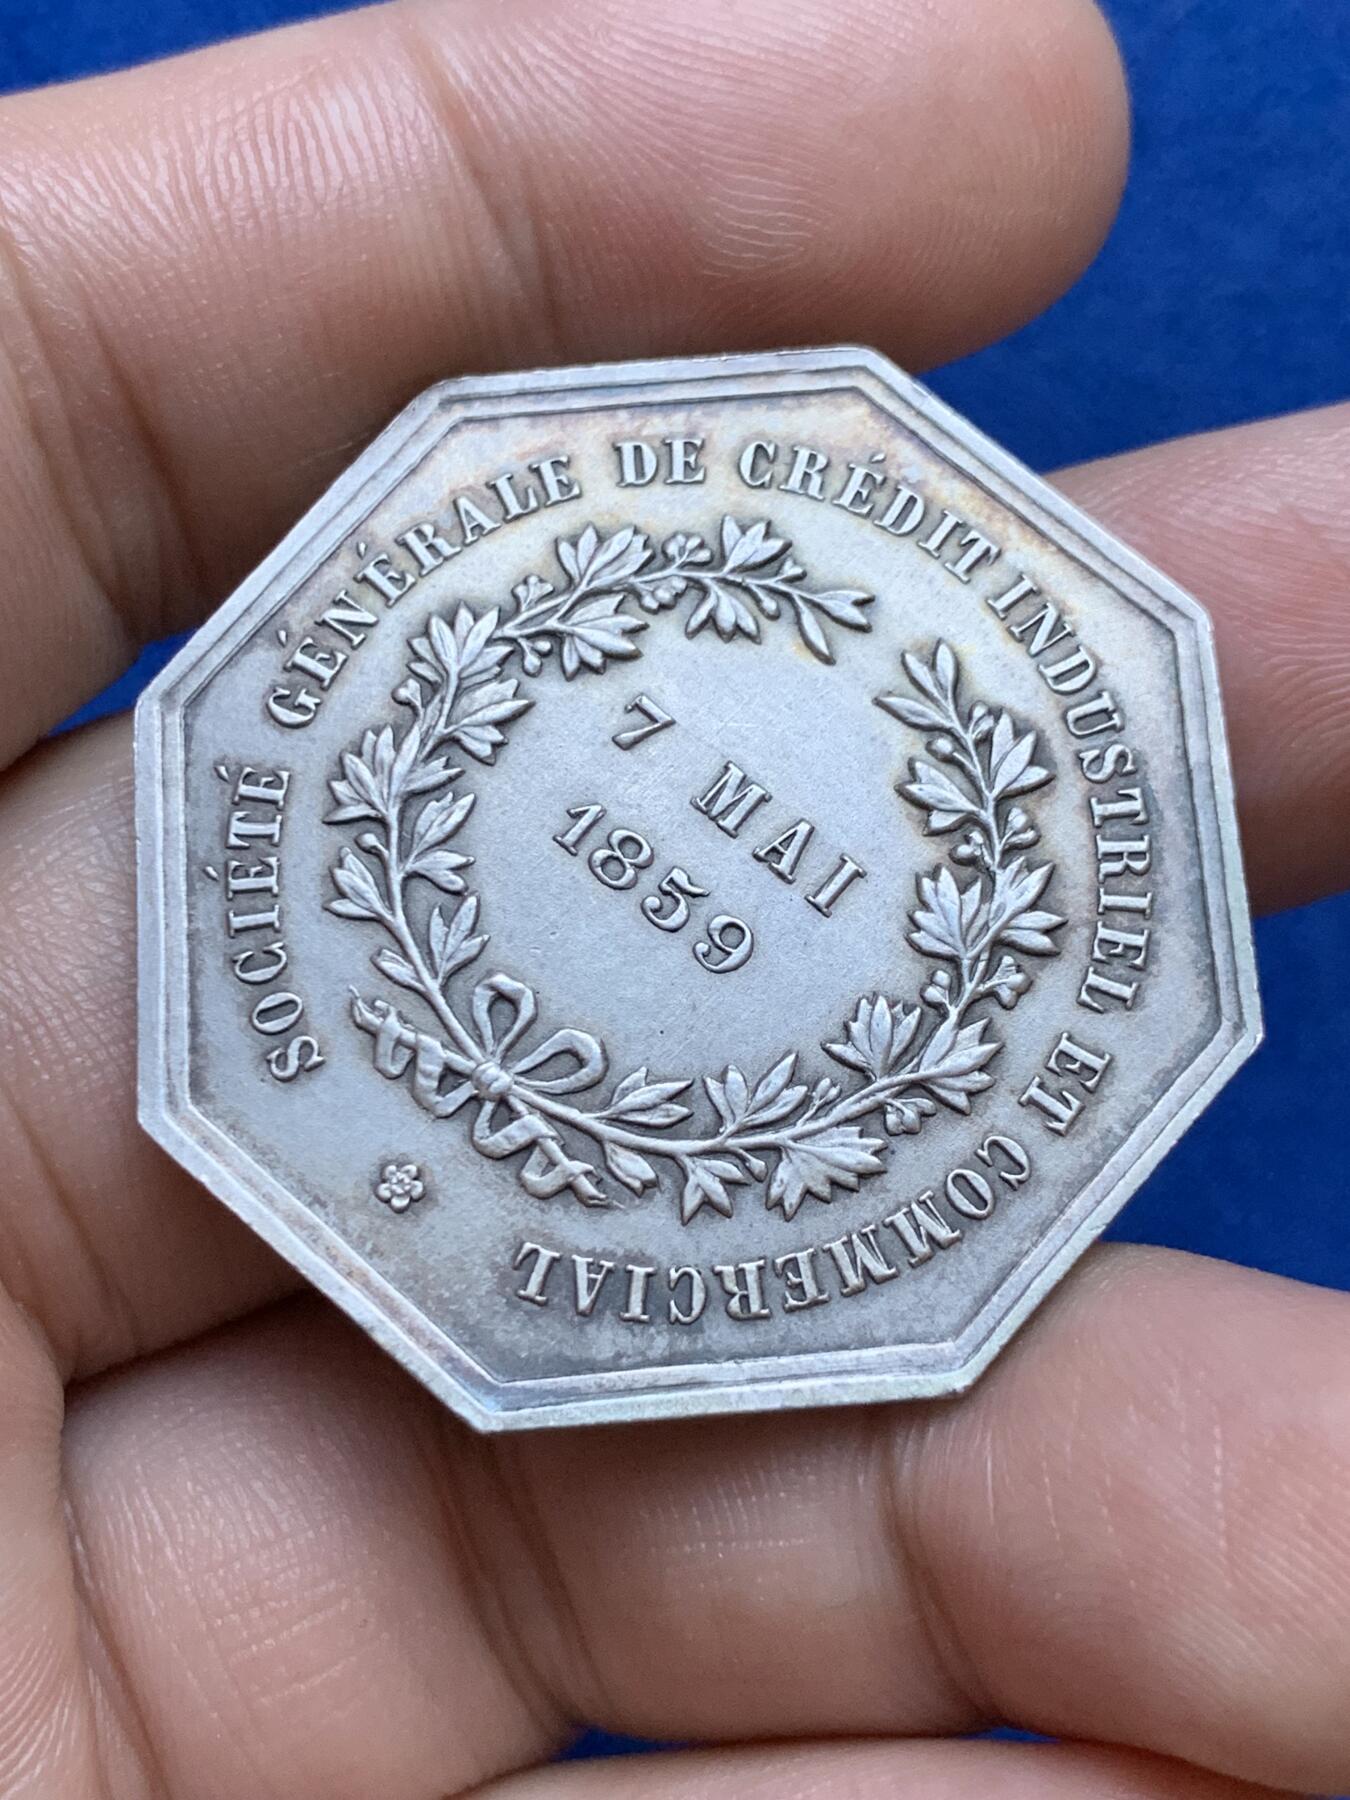 SOCIÉTÉ GÉNÉRALE DE CRÉDIT INDUSTRIEL ET COMMERCIAL
7 MAI
1859